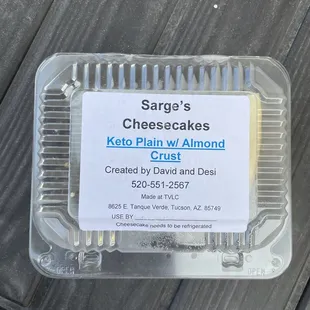 Sarge's
Cheesecakes
Keto Plain w/ Almond
Crust
Created by David and Desi
520-551-2567
Made at TVLC
8625 E. Tanque Verde, Tucson, AZ. 85749
USE BY
Cheesecake needs to be refrigerated